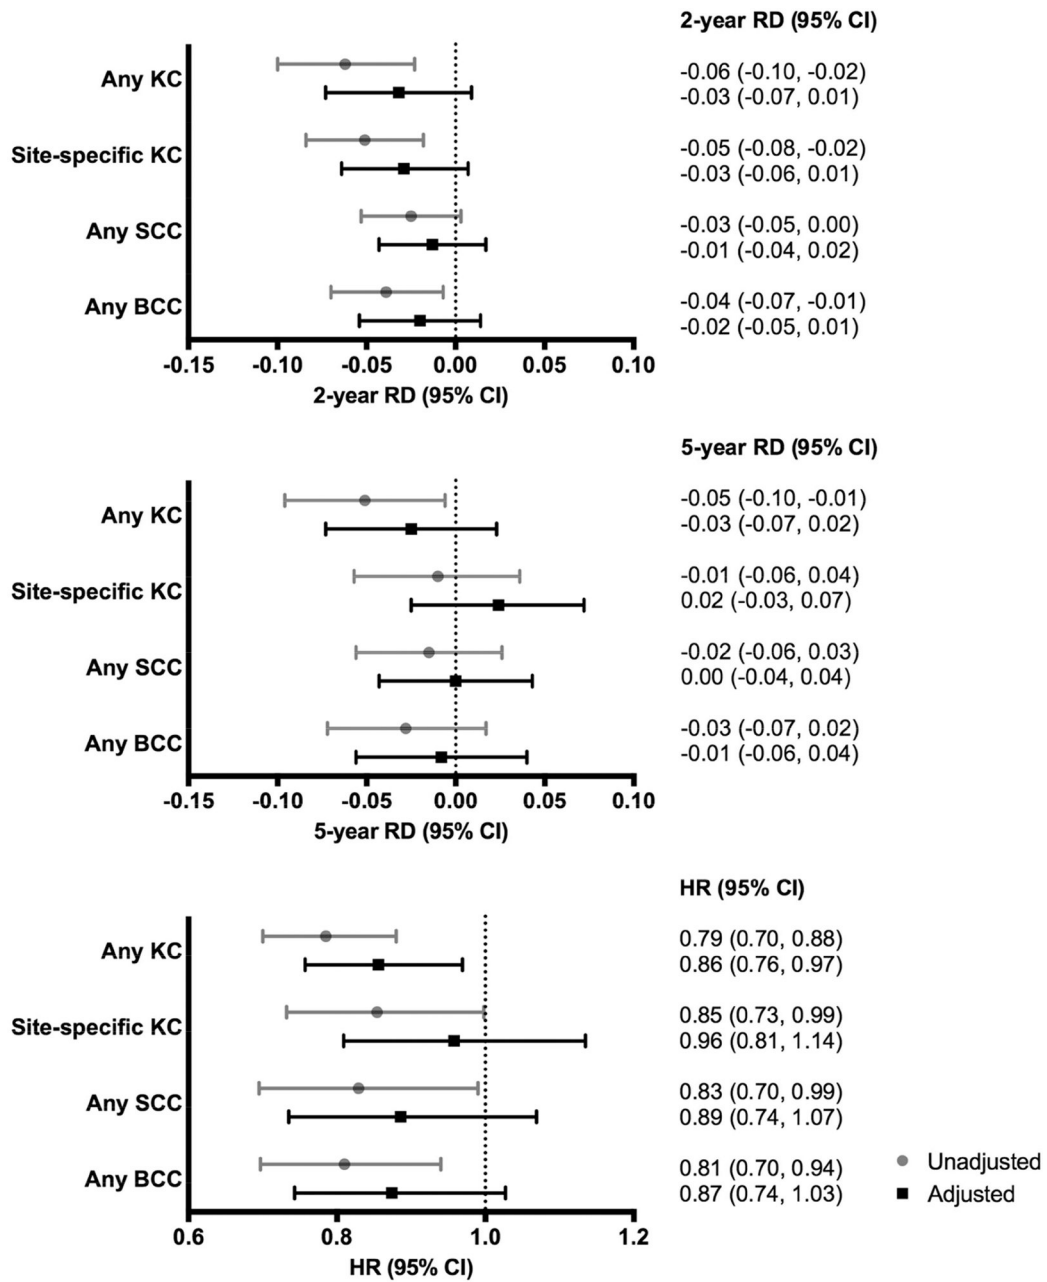 2-year RD (95% CI)
Any KC
-0.06 (-0.10, -0.02)
-0.03 (-0.07, 0.01)
Site-specific KC
-0.05 (-0.08, -0.02)
-0.03 (-0.06, 0.01)
Any SCC
-0.03 (-0.05, 0.00)
-0.01 (-0.04, 0.02)
Any BCC
-0.04 (-0.07, -0.01)
-0.02 (-0.05, 0.01)
-0.15 -0.10 -0.05 0.00 0.05 0.10
2-year RD (95% CI)
5-year RD (95% CI)
Any KC
-0.05 (-0.10, -0.01)
-0.03 (-0.07, 0.02)
Site-specific KC
-0.01 (-0.06, 0.04)
0.02 (-0.03, 0.07)
Any SCC
-0.02 (-0.06, 0.03)
0.00 (-0.04, 0.04)
Any BCC
-0.03 (-0.07, 0.02)
-0.01 (-0.06, 0.04)
-0.15 -0.10 -0.05 0.00 0.05 0.10
5-year RD (95% CI)
HR (95% CI)
Any KC
0.79 (0.70, 0.88)
0.86 (0.76, 0.97)
Site-specific KC
0.85 (0.73, 0.99)
0.96 (0.81, 1.14)
Any SCC
0.83 (0.70, 0.99)
0.89 (0.74, 1.07)
Any BCC
0.81 (0.70, 0.94)
0.87 (0.74, 1.03)
Unadjusted
Adjusted
0.6 0.8 1.0 1.2
HR (95% CI)